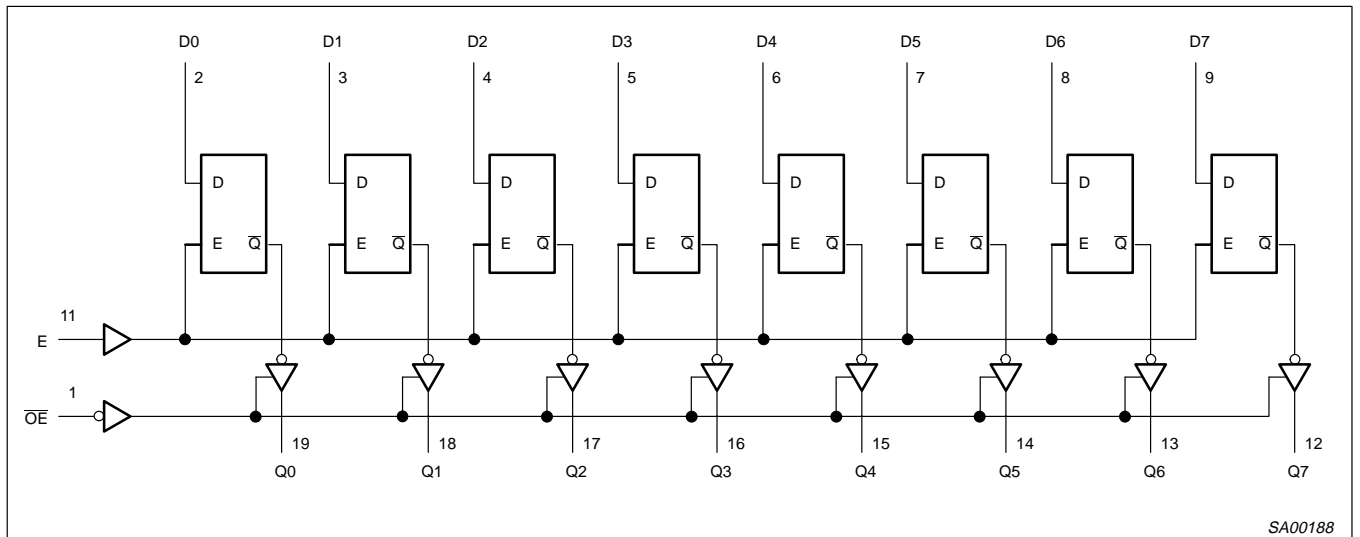 D0 D1 D2 D3 D4 D5 D6 D7
2 3 4 5 6 7 8 9
D D D D D D D D
E Q̅ E Q̅ E Q̅ E Q̅ E Q̅ E Q̅ E Q̅ E Q̅
11
E
1
O̅E̅
19 18 17 16 15 14 13 12
Q0 Q1 Q2 Q3 Q4 Q5 Q6 Q7
SA00188